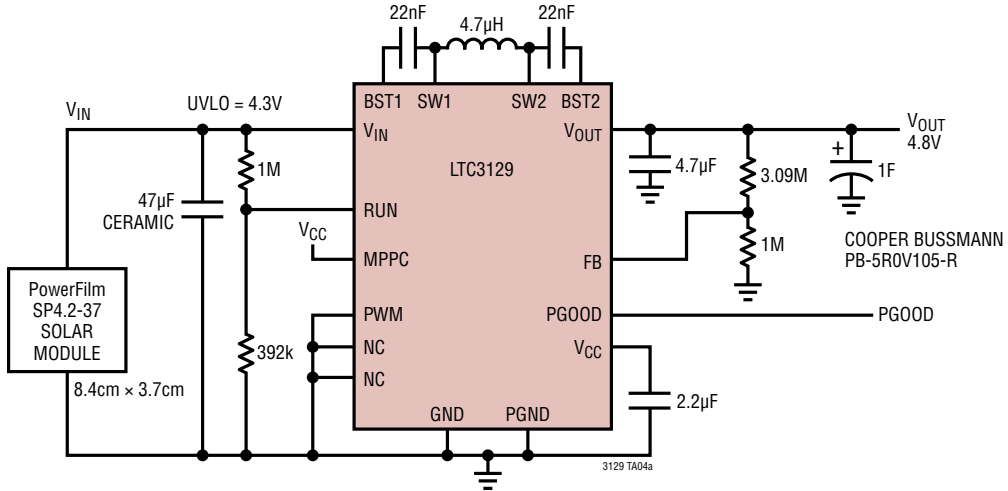 22nF
4.7µH
22nF
BST1
SW1
SW2
BST2
VIN
UVLO = 4.3V
VIN
VOUT
VOUT
4.8V
LTC3129
1M
4.7µF
3.09M
+
1F
47µF
CERAMIC
RUN
VCC
MPPC
FB
1M
COOPER BUSSMANN
PB-5R0V105-R
PowerFilm
SP4.2-37
SOLAR
MODULE
PWM
PGOOD
PGOOD
NC
VCC
392k
NC
8.4cm × 3.7cm
2.2µF
GND
PGND
3129 TA04a